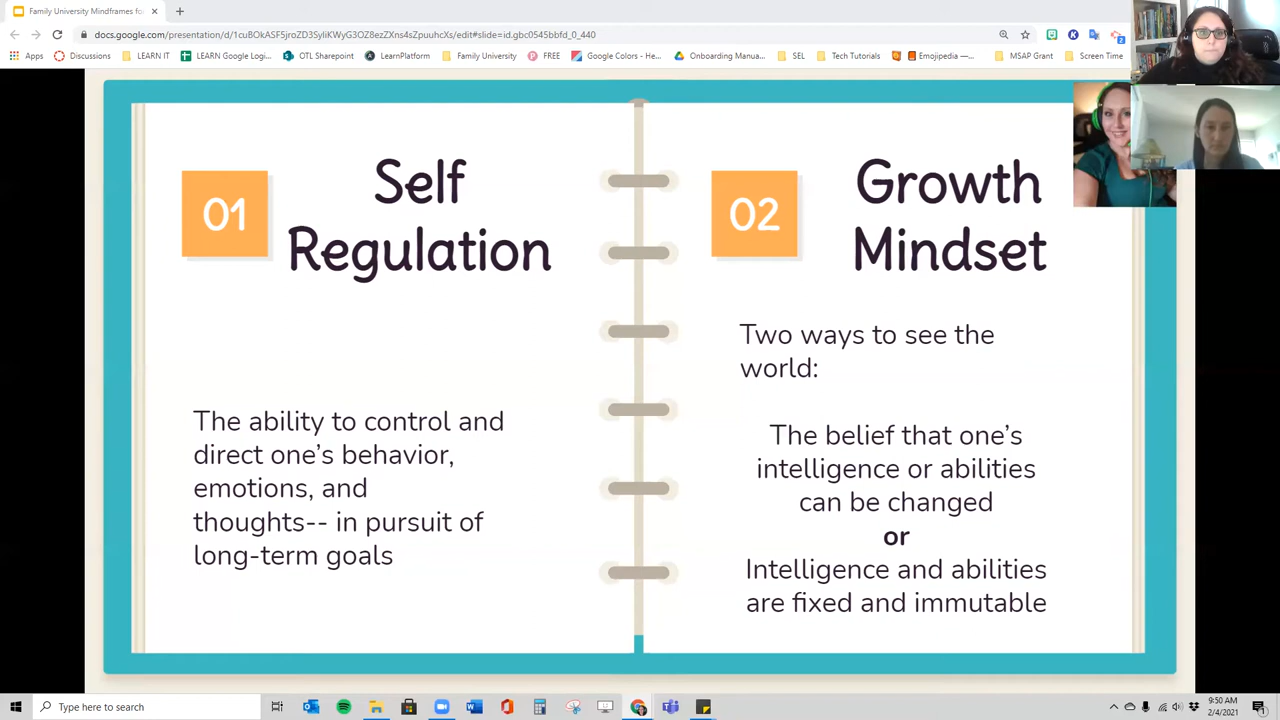 Family University Mindframes for
docs.google.com/presentation/d/1cuBOkASF5jroZD3SyliKWyG3OZ8ezZXns4sZpuuhcXs/edit#slide=id.gbc0545bbfd_0_440
Apps
Discussions
LEARN IT
LEARN Google Logi...
OTL Sharepoint
LearnPlatform
Family University
FREE
Google Colors - He...
Onboarding Manua...
SEL
Tech Tutorials
Emojipedia —...
MSAP Grant
Screen Time
01
Self
Regulation
The ability to control and
direct one's behavior,
emotions, and
thoughts-- in pursuit of
long-term goals
02
Growth
Mindset
Two ways to see the
world:
The belief that one's
intelligence or abilities
can be changed
or
Intelligence and abilities
are fixed and immutable
Type here to search
9:50 AM
2/4/2021